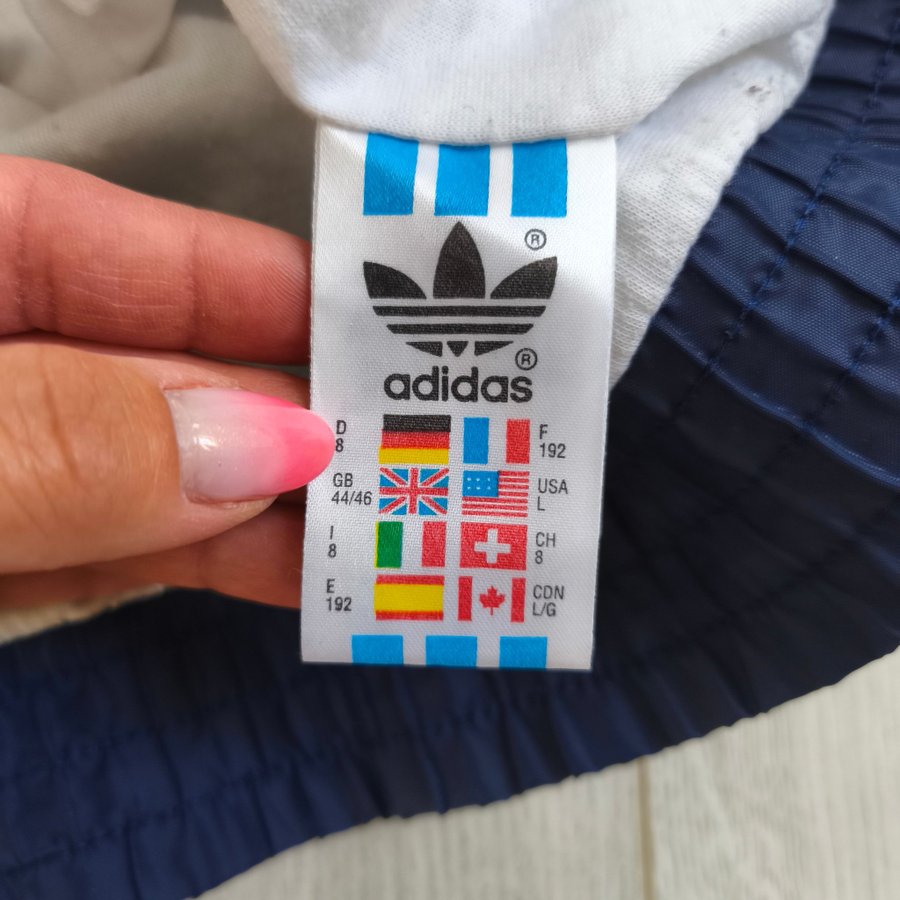 ®
®
adidas
D
8
F
192
GB
44/46
USA
L
I
8
CH
8
E
192
CDN
L/G